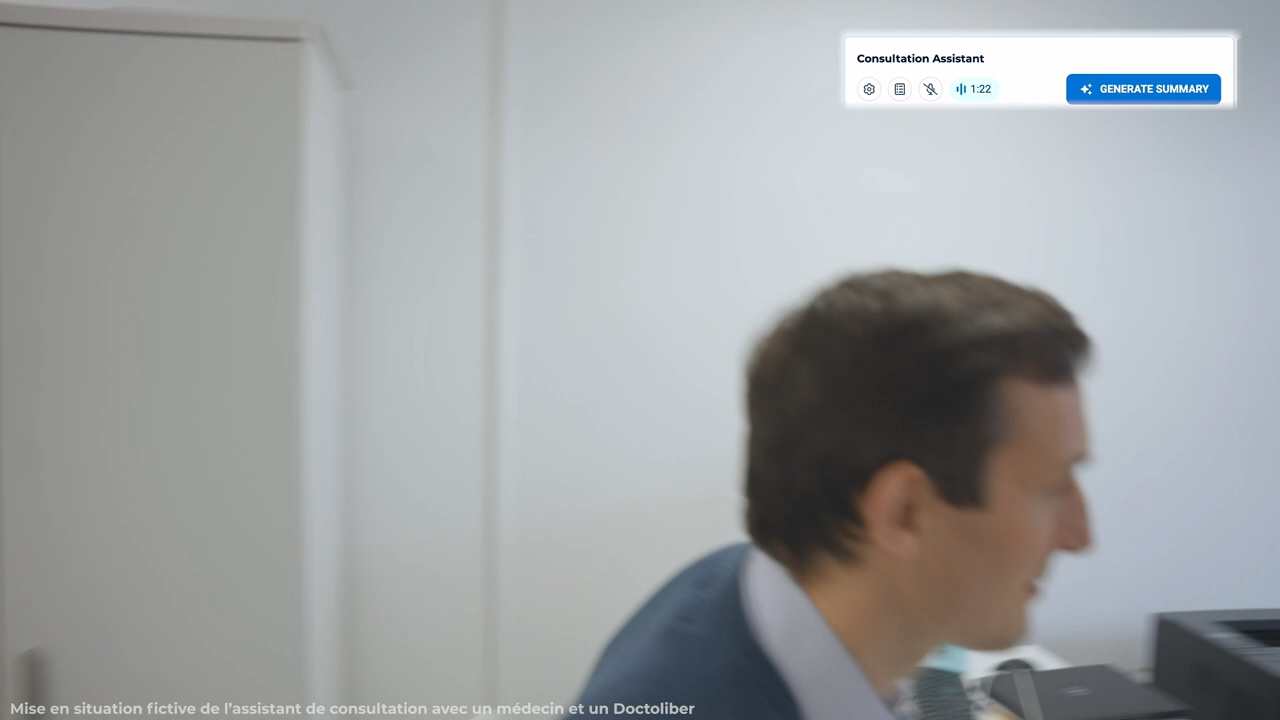 Consultation Assistant
1:22
GENERATE SUMMARY
Mise en situation fictive de l’assistant de consultation avec un médecin et un Doctoliber